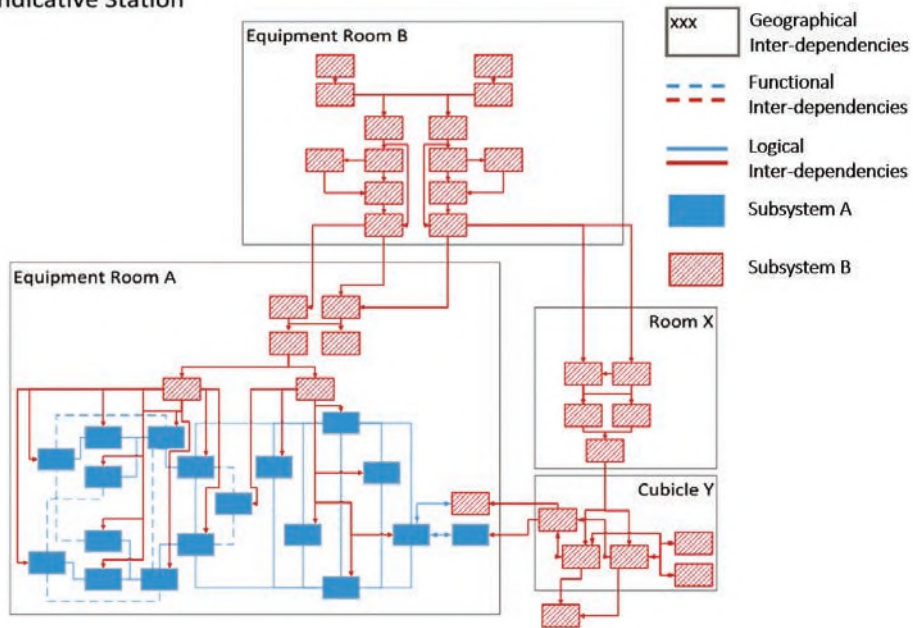 ndicative Station
Equipment Room B
xxx
Geographical
Inter-dependencies
Functional
Inter-dependencies
Logical
Inter-dependencies
Subsystem A
Subsystem B
Equipment Room A
Room X
Cubicle Y